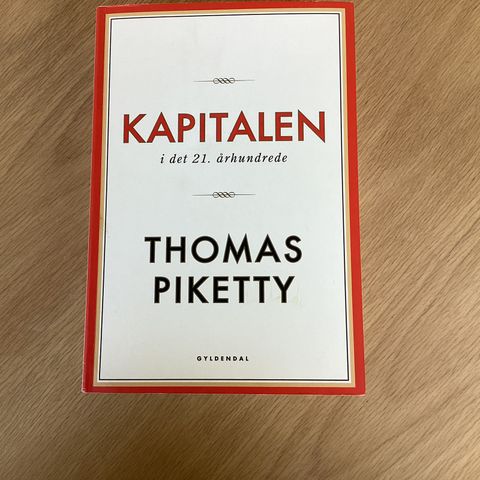 KAPITALEN
i det 21. århundrede
THOMAS
PIKETTY
GYLDENDAL